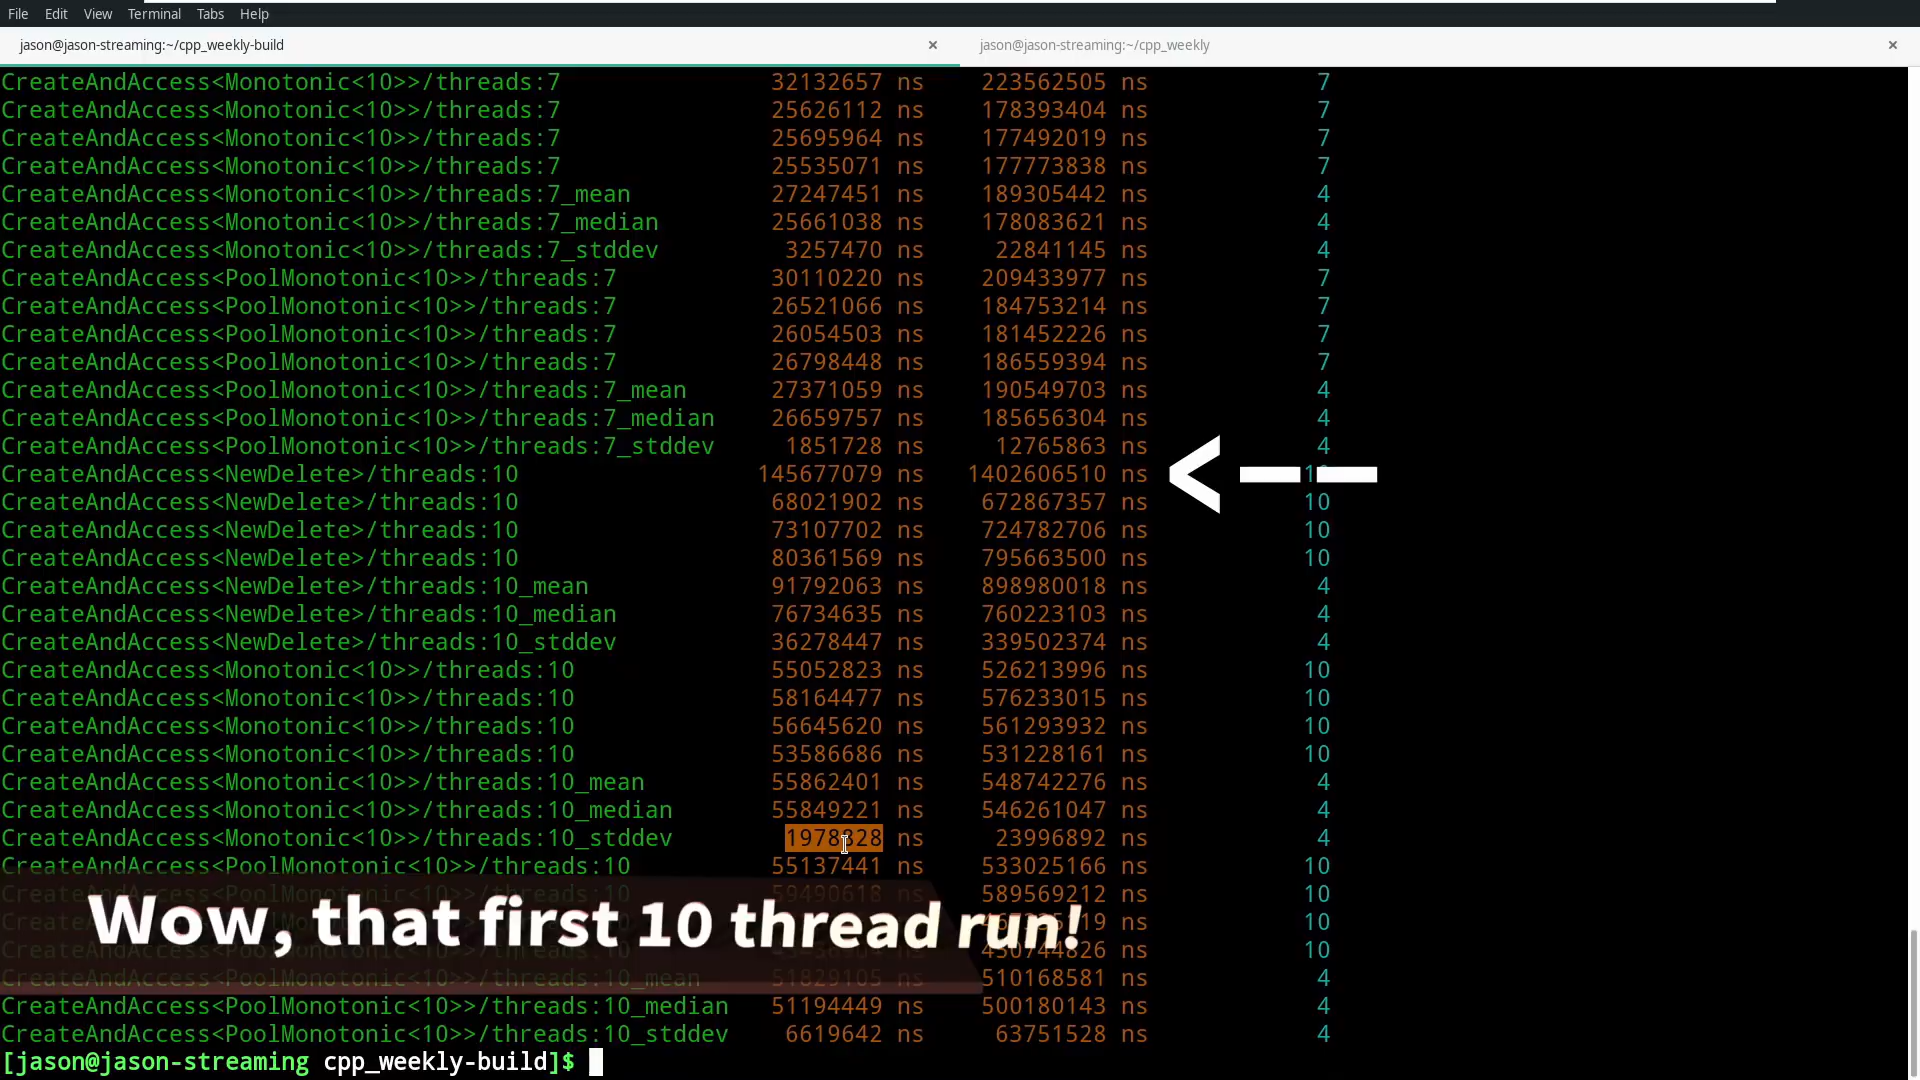 File Edit View Terminal Tabs Help
jason@jason-streaming:~/cpp_weekly-build × jason@jason-streaming:~/cpp_weekly ×
CreateAndAccess<Monotonic<10>>/threads:7 32132657 ns 223562505 ns 7
CreateAndAccess<Monotonic<10>>/threads:7 25626112 ns 178393404 ns 7
CreateAndAccess<Monotonic<10>>/threads:7 25695964 ns 177492019 ns 7
CreateAndAccess<Monotonic<10>>/threads:7 25535071 ns 177773838 ns 7
CreateAndAccess<Monotonic<10>>/threads:7_mean 27247451 ns 189305442 ns 4
CreateAndAccess<Monotonic<10>>/threads:7_median 25661038 ns 178083621 ns 4
CreateAndAccess<Monotonic<10>>/threads:7_stddev 3257470 ns 22841145 ns 4
CreateAndAccess<PoolMonotonic<10>>/threads:7 30110220 ns 209433977 ns 7
CreateAndAccess<PoolMonotonic<10>>/threads:7 26521066 ns 184753214 ns 7
CreateAndAccess<PoolMonotonic<10>>/threads:7 26054503 ns 181452226 ns 7
CreateAndAccess<PoolMonotonic<10>>/threads:7 26798448 ns 186559394 ns 7
CreateAndAccess<PoolMonotonic<10>>/threads:7_mean 27371059 ns 190549703 ns 4
CreateAndAccess<PoolMonotonic<10>>/threads:7_median 26659757 ns 185656304 ns 4
CreateAndAccess<PoolMonotonic<10>>/threads:7_stddev 1851728 ns 12765863 ns 4
CreateAndAccess<NewDelete>/threads:10 145677079 ns 1402606510 ns <--
CreateAndAccess<NewDelete>/threads:10 68021902 ns 672867357 ns 10
CreateAndAccess<NewDelete>/threads:10 73107702 ns 724782706 ns 10
CreateAndAccess<NewDelete>/threads:10 80361569 ns 795663500 ns 10
CreateAndAccess<NewDelete>/threads:10_mean 91792063 ns 898980018 ns 4
CreateAndAccess<NewDelete>/threads:10_median 76734635 ns 760223103 ns 4
CreateAndAccess<NewDelete>/threads:10_stddev 36278447 ns 339502374 ns 4
CreateAndAccess<Monotonic<10>>/threads:10 55052823 ns 526213996 ns 10
CreateAndAccess<Monotonic<10>>/threads:10 58164477 ns 576233015 ns 10
CreateAndAccess<Monotonic<10>>/threads:10 56645620 ns 561293932 ns 10
CreateAndAccess<Monotonic<10>>/threads:10 53586686 ns 531228161 ns 10
CreateAndAccess<Monotonic<10>>/threads:10_mean 55862401 ns 548742276 ns 4
CreateAndAccess<Monotonic<10>>/threads:10_median 55849221 ns 546261047 ns 4
CreateAndAccess<Monotonic<10>>/threads:10_stddev 1978828 ns 23996892 ns 4
CreateAndAccess<PoolMonotonic<10>>/threads:10 55137441 ns 533025166 ns 10
59490618 ns 589569212 ns 10
Wow, that first 10 thread run!
ns 10
ns 10
CreateAndAccess<PoolMonotonic<10>>/threads:10_mean 51829105 ns 510168581 ns 4
CreateAndAccess<PoolMonotonic<10>>/threads:10_median 51194449 ns 500180143 ns 4
CreateAndAccess<PoolMonotonic<10>>/threads:10_stddev 6619642 ns 63751528 ns 4
[jason@jason-streaming cpp_weekly-build]$